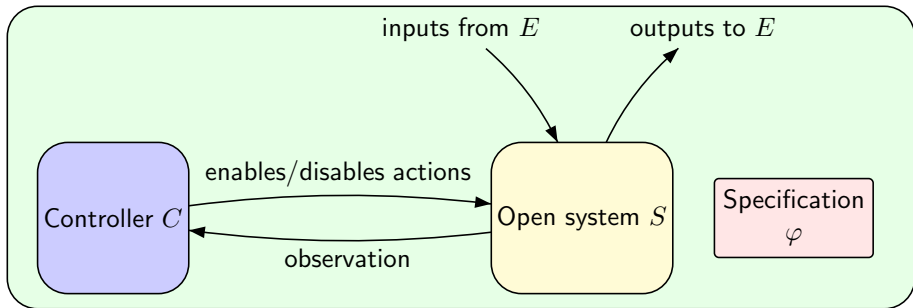 inputs from E
outputs to E
enables/disables actions
Controller C
Open system S
Specification
φ
observation